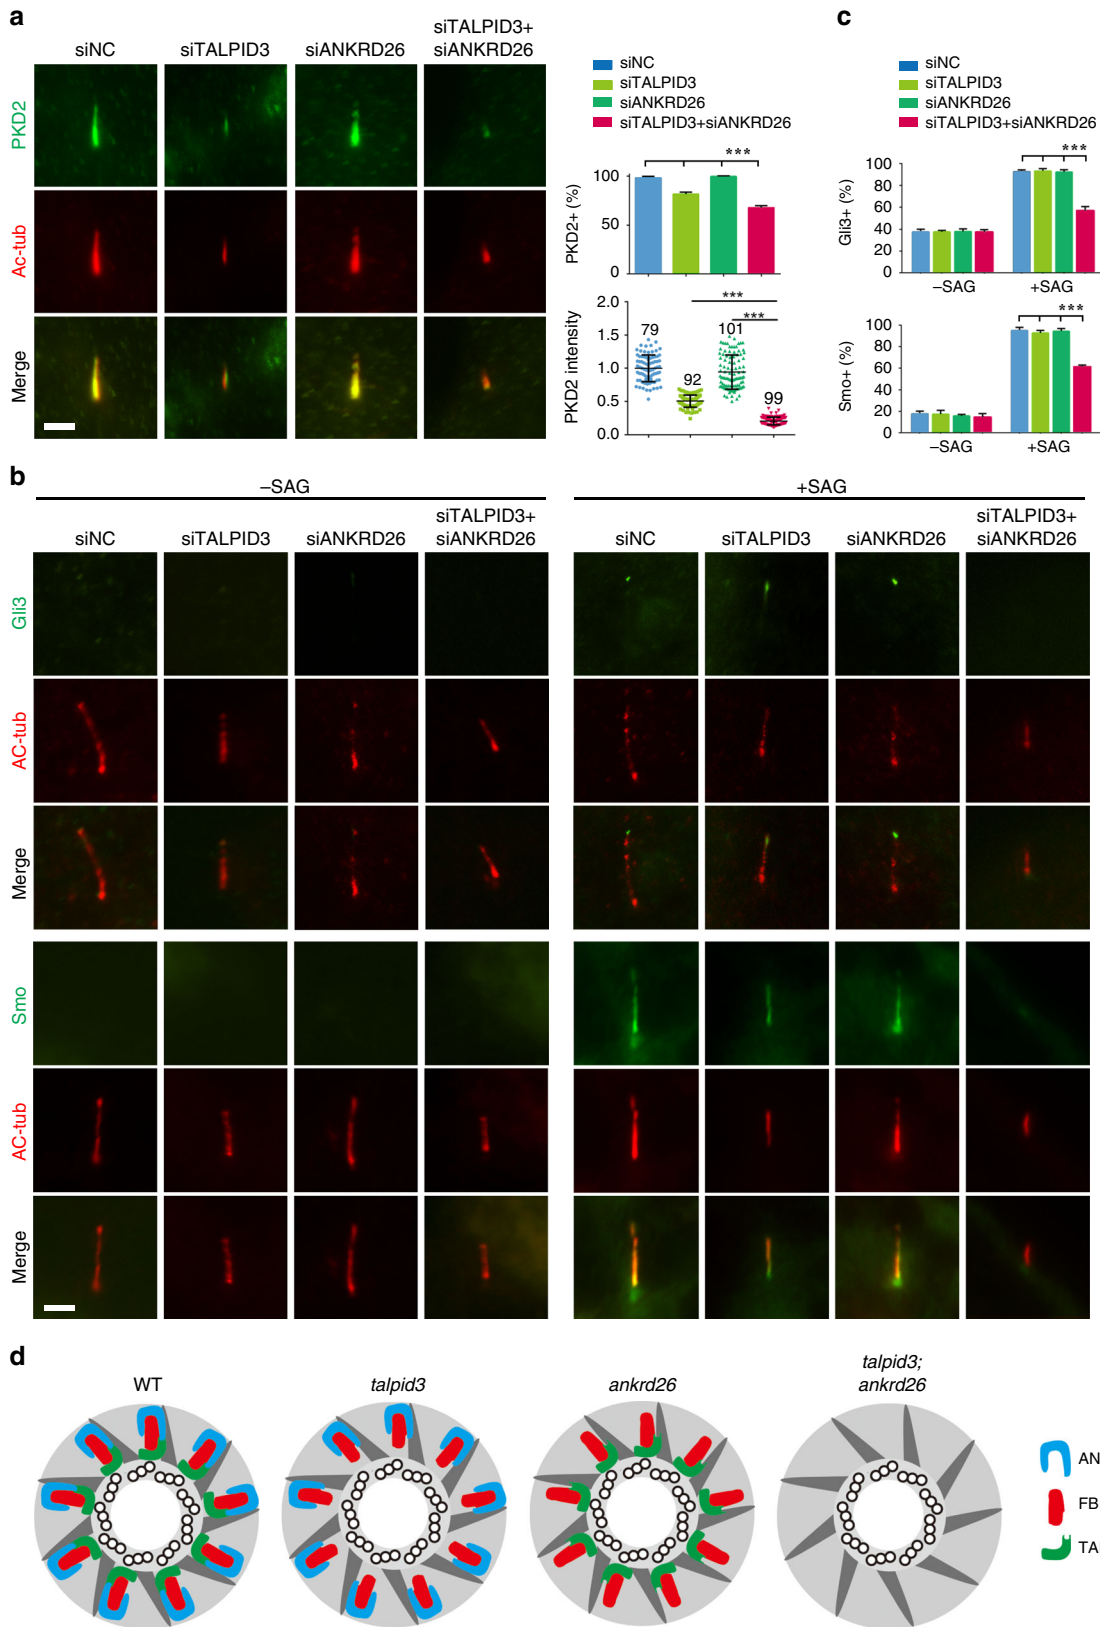 a
siNC
siTALPID3
siANKRD26
siTALPID3+
siANKRD26
PKD2
Ac-tub
Merge
siNC
siTALPID3
siANKRD26
siTALPID3+siANKRD26
***
100
50
0
PKD2+ (%)
***
***
2.0
1.5
1.0
0.5
0.0
PKD2 intensity
79
92
101
99
c
siNC
siTALPID3
siANKRD26
siTALPID3+siANKRD26
***
100
80
60
40
20
0
Gli3+ (%)
–SAG
+SAG
***
100
80
60
40
20
0
Smo+ (%)
–SAG
+SAG
b
–SAG
+SAG
siNC
siTALPID3
siANKRD26
siTALPID3+
siANKRD26
siNC
siTALPID3
siANKRD26
siTALPID3+
siANKRD26
Gli3
AC-tub
Merge
Smo
AC-tub
Merge
d
WT
talpid3
ankrd26
talpid3;
ankrd26
AN
FB
TA